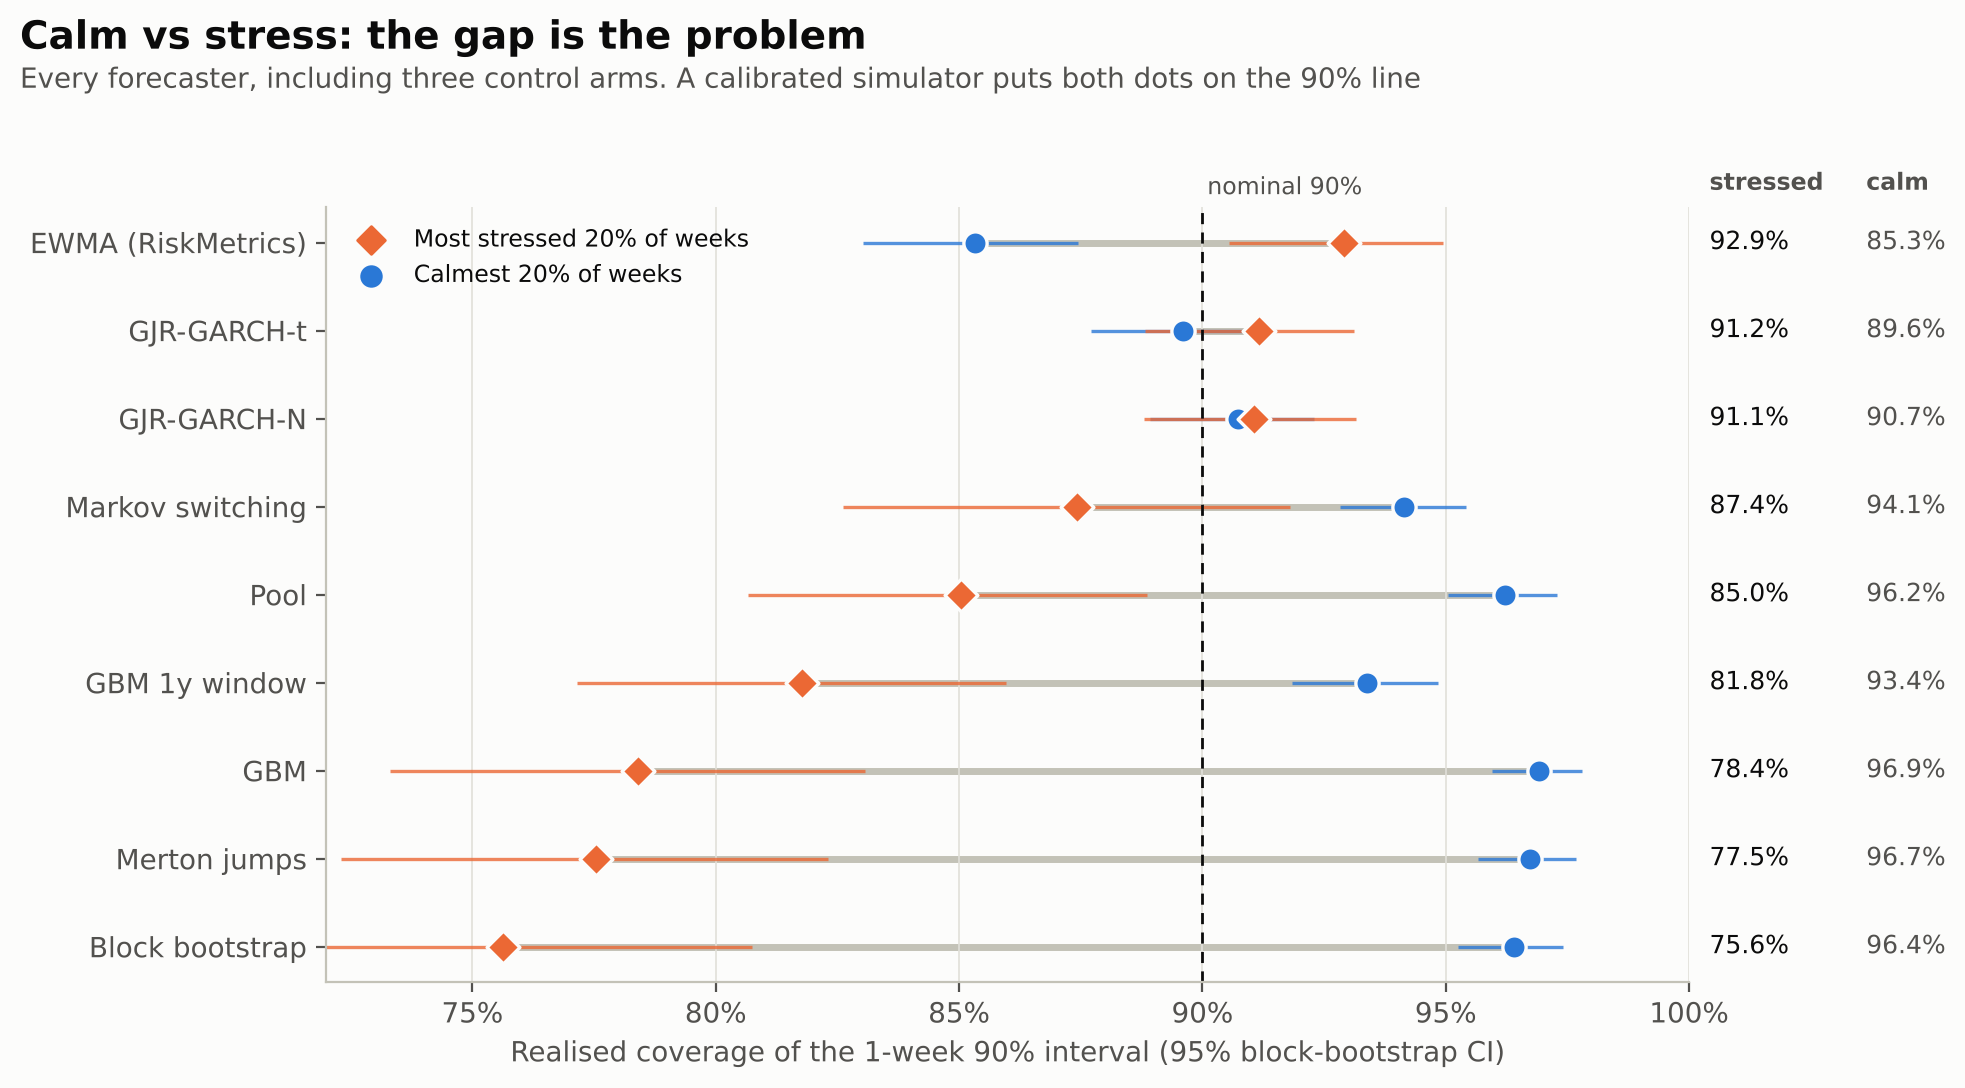 Calm vs stress: the gap is the problem
Every forecaster, including three control arms. A calibrated simulator puts both dots on the 90% line
nominal 90%
stressed calm
Most stressed 20% of weeks
Calmest 20% of weeks
EWMA (RiskMetrics) 92.9% 85.3%
GJR-GARCH-t 91.2% 89.6%
GJR-GARCH-N 91.1% 90.7%
Markov switching 87.4% 94.1%
Pool 85.0% 96.2%
GBM 1y window 81.8% 93.4%
GBM 78.4% 96.9%
Merton jumps 77.5% 96.7%
Block bootstrap 75.6% 96.4%
75% 80% 85% 90% 95% 100%
Realised coverage of the 1-week 90% interval (95% block-bootstrap CI)